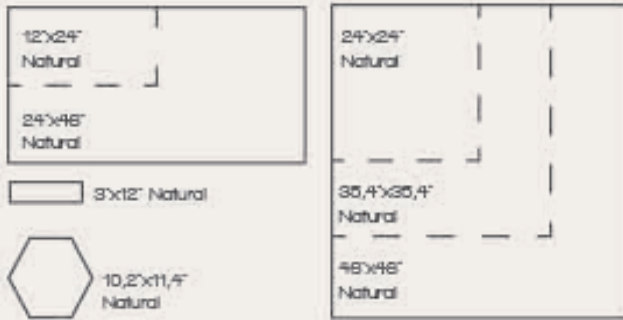 12"x24"
Natural
24"x48"
Natural
3"x12" Natural
10,2"x11,4"
Natural
24"x24"
Natural
35,4"x35,4"
Natural
48"x48"
Natural